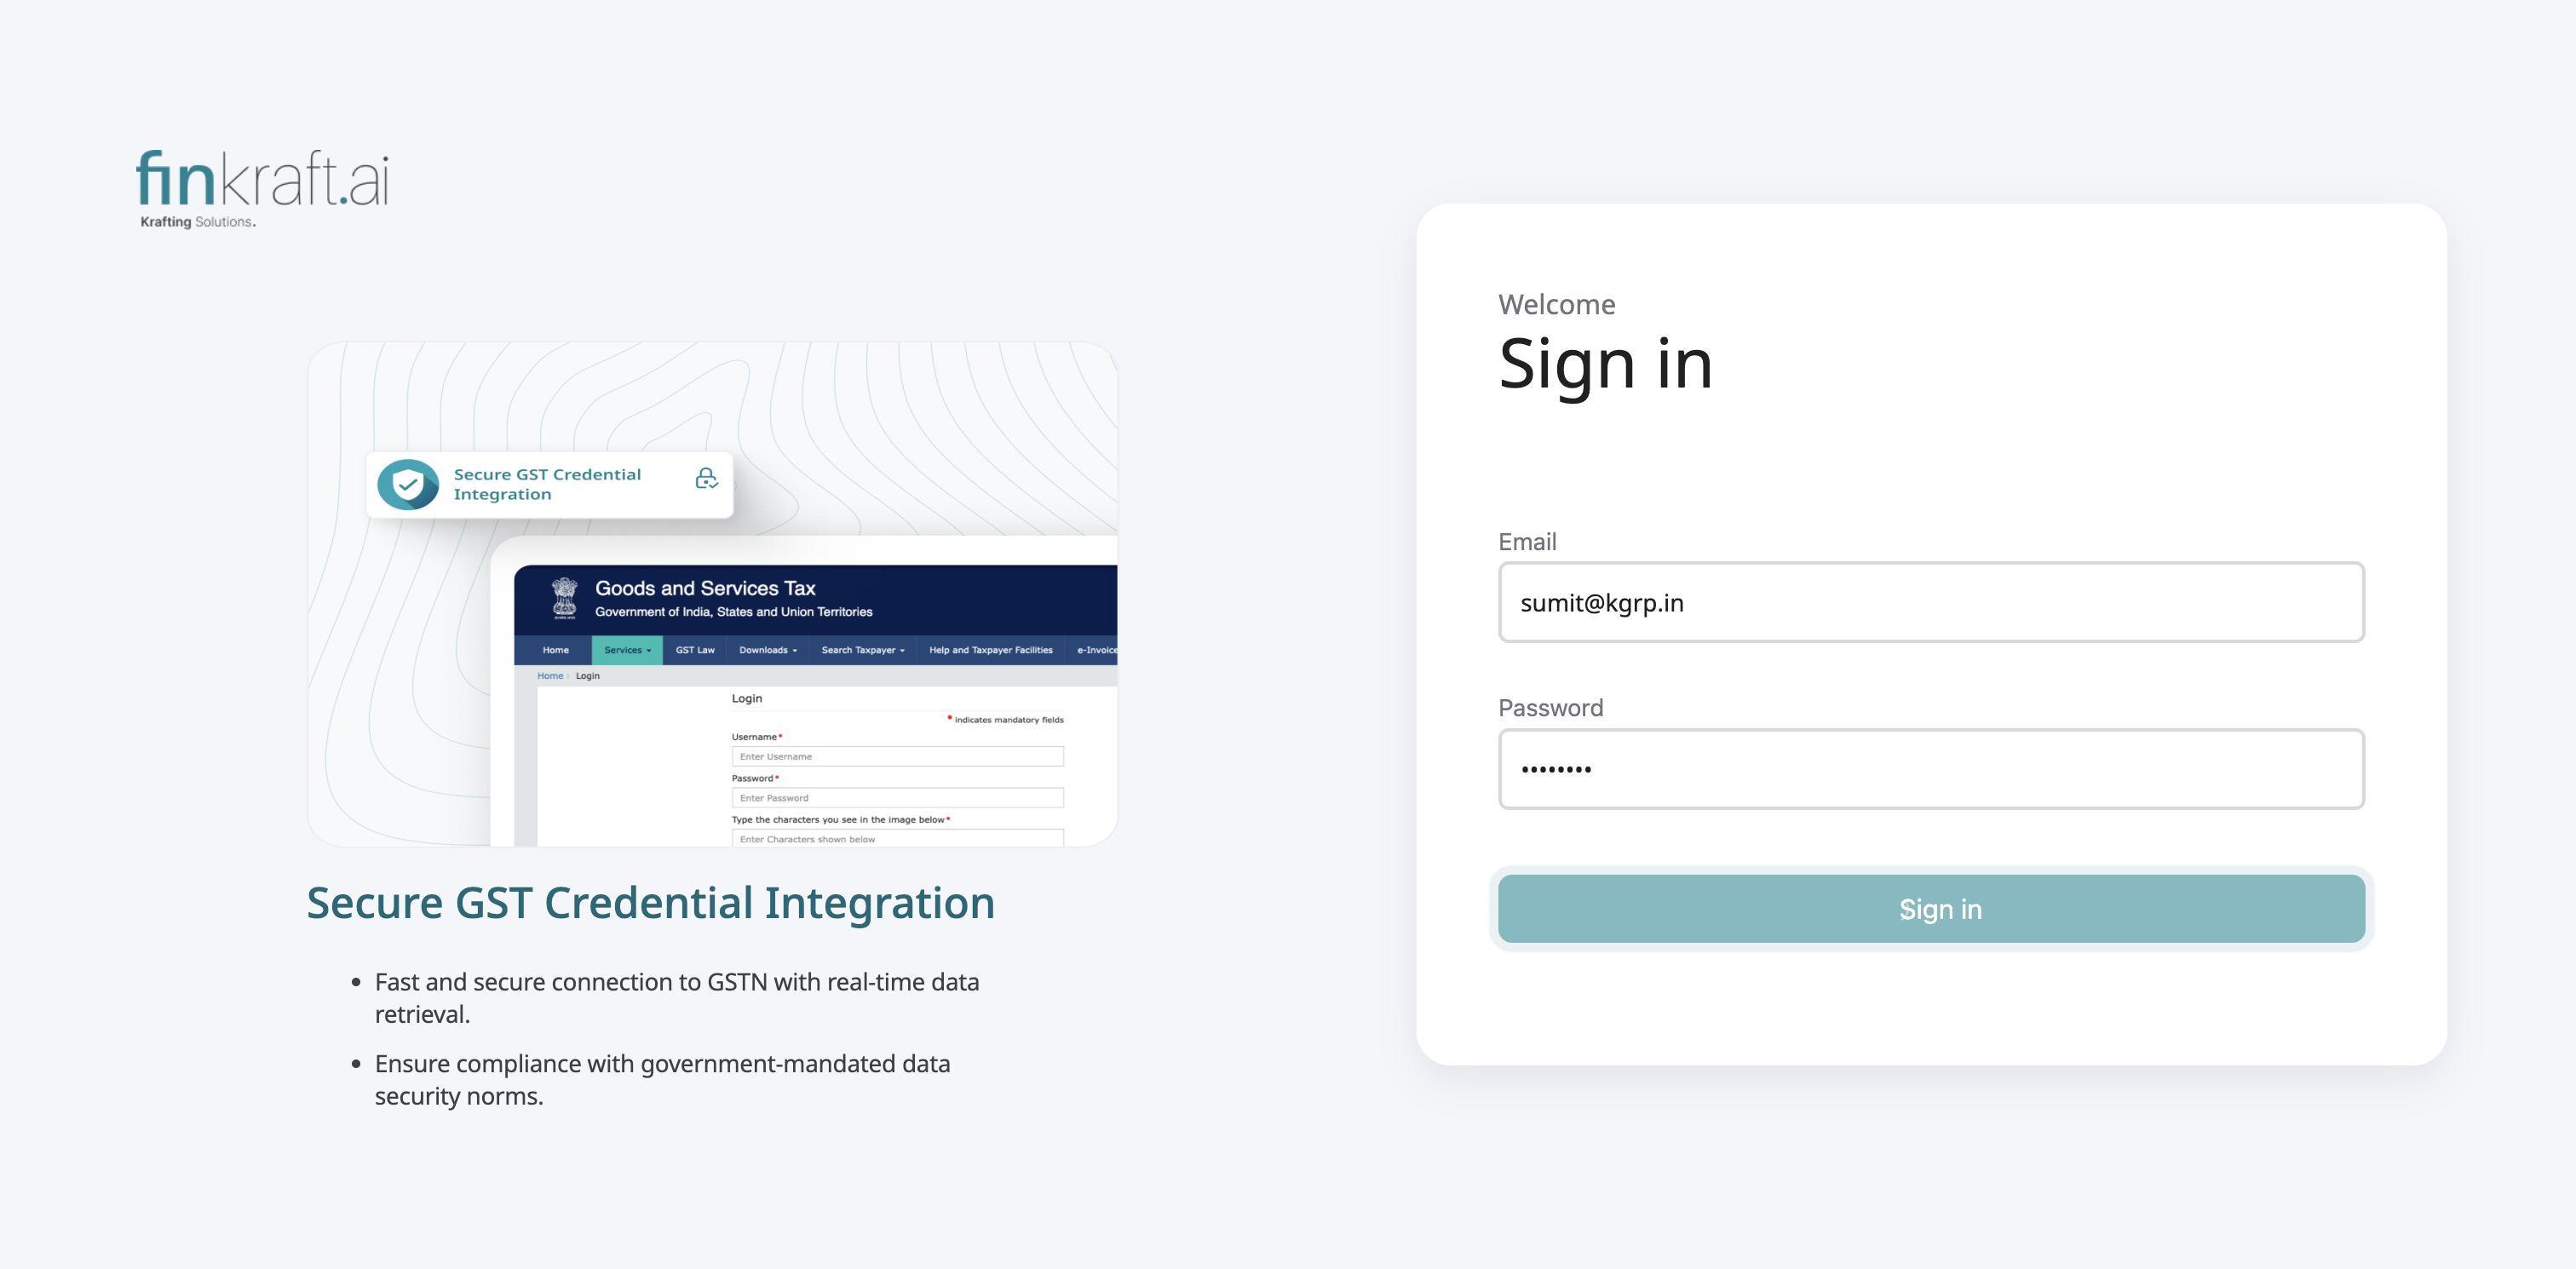 finkraft.ai
Krafting Solutions.
Secure GST Credential
Integration
Goods and Services Tax
Government of India, States and Union Territories
Home Services GST Law Downloads Search Taxpayer Help and Taxpayer Facilities e-Invoice
Home Login
Login
* indicates mandatory fields
Username*
Enter Username
Password*
Enter Password
Type the characters you see in the image below*
Enter Characters shown below
Secure GST Credential Integration
• Fast and secure connection to GSTN with real-time data
retrieval.
• Ensure compliance with government-mandated data
security norms.
Welcome
Sign in
Email
sumit@kgrp.in
Password
••••••••
Sign in